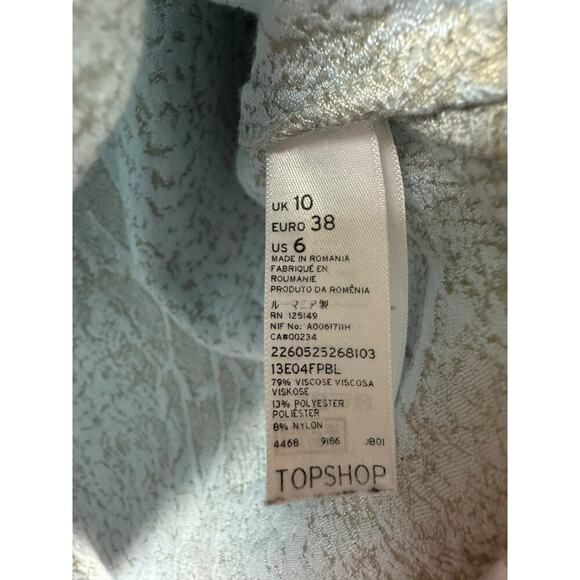 UK 10
EURO 38
US 6
MADE IN ROMANIA
FABRIQUÉ EN
ROUMANIE
PRODUTO DA ROMÊNIA
ルーマニア製
RN 125149
NIF No: A0061711H
CA#00234
2260525268103
13E04FPBL
79% VISCOSE VISCOSA
VISKOSE
13% POLYESTER
POLIÉSTER
8% NYLON
4468 9186 JB01
TOPSHOP